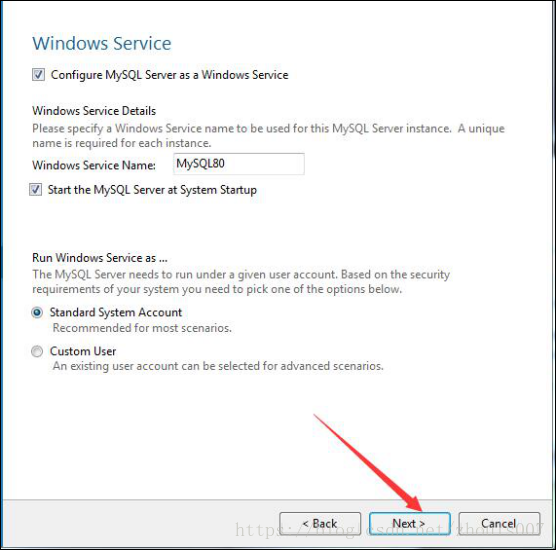 Windows Service
Configure MySQL Server as a Windows Service
Windows Service Details
Please specify a Windows Service name to be used for this MySQL Server instance. A unique
name is required for each instance.
Windows Service Name: MySQL80
Start the MySQL Server at System Startup
Run Windows Service as ...
The MySQL Server needs to run under a given user account. Based on the security
requirements of your system you need to pick one of the options below.
Standard System Account
Recommended for most scenarios.
Custom User
An existing user account can be selected for advanced scenarios.
< Back Next > Cancel